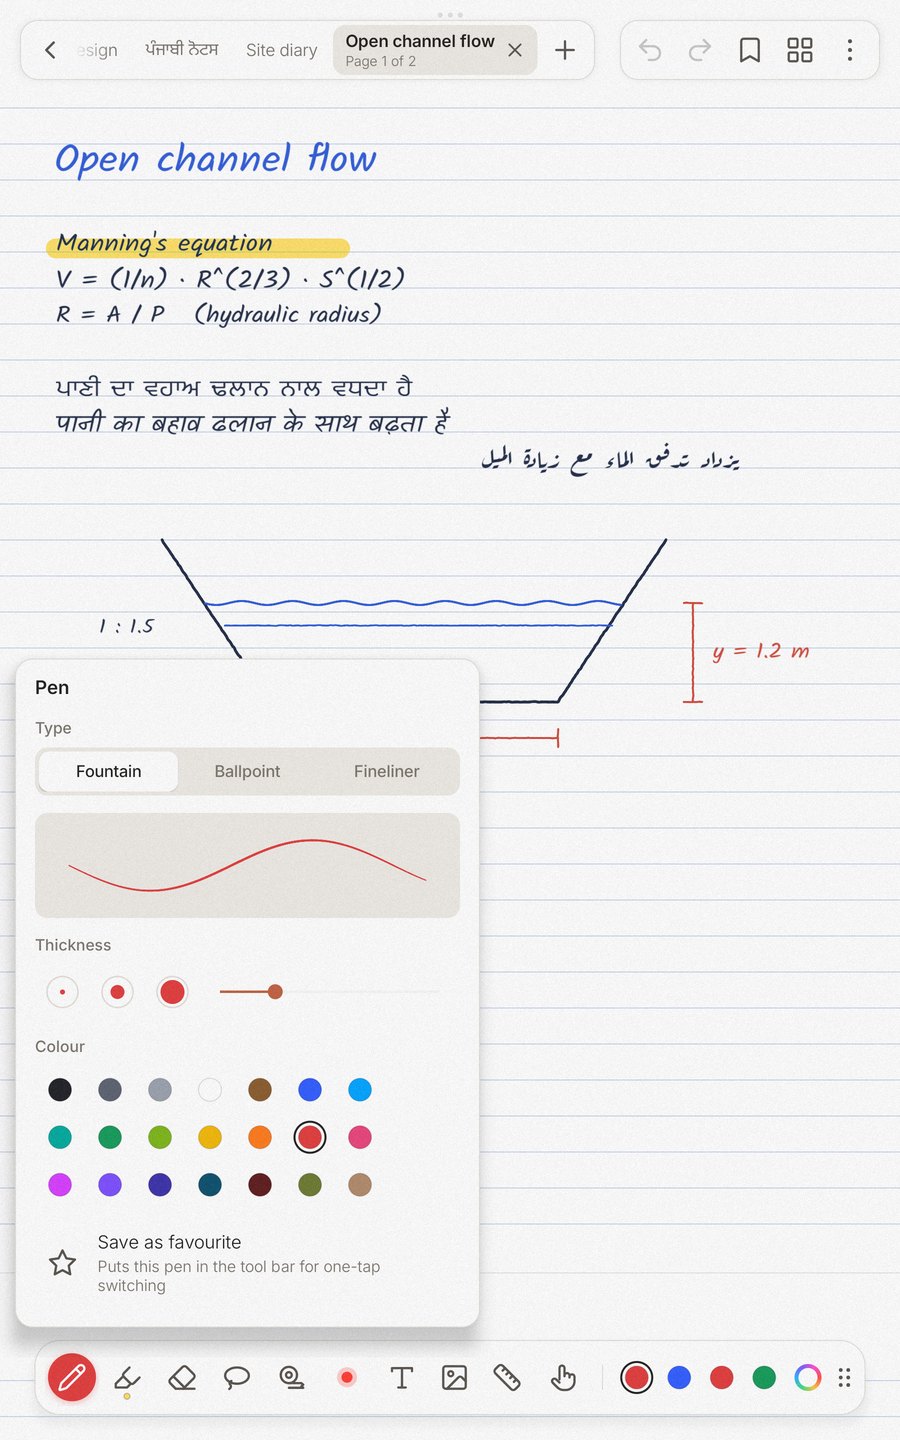 esign ਪੰਜਾਬੀ ਨੋਟਸ Site diary Open channel flow
Page 1 of 2
Open channel flow
Manning's equation
V = (1/n) · R^(2/3) · S^(1/2)
R = A / P (hydraulic radius)
ਪਾਣੀ ਦਾ ਵਹਾਅ ਢਲਾਨ ਨਾਲ ਵਧਦਾ ਹੈ
पानी का बहाव ढलान के साथ बढ़ता है
يزداد تدفق الماء مع زيادة الميل
1 : 1.5
y = 1.2 m
Pen
Type
Fountain Ballpoint Fineliner
Thickness
Colour
Save as favourite
Puts this pen in the tool bar for one-tap
switching